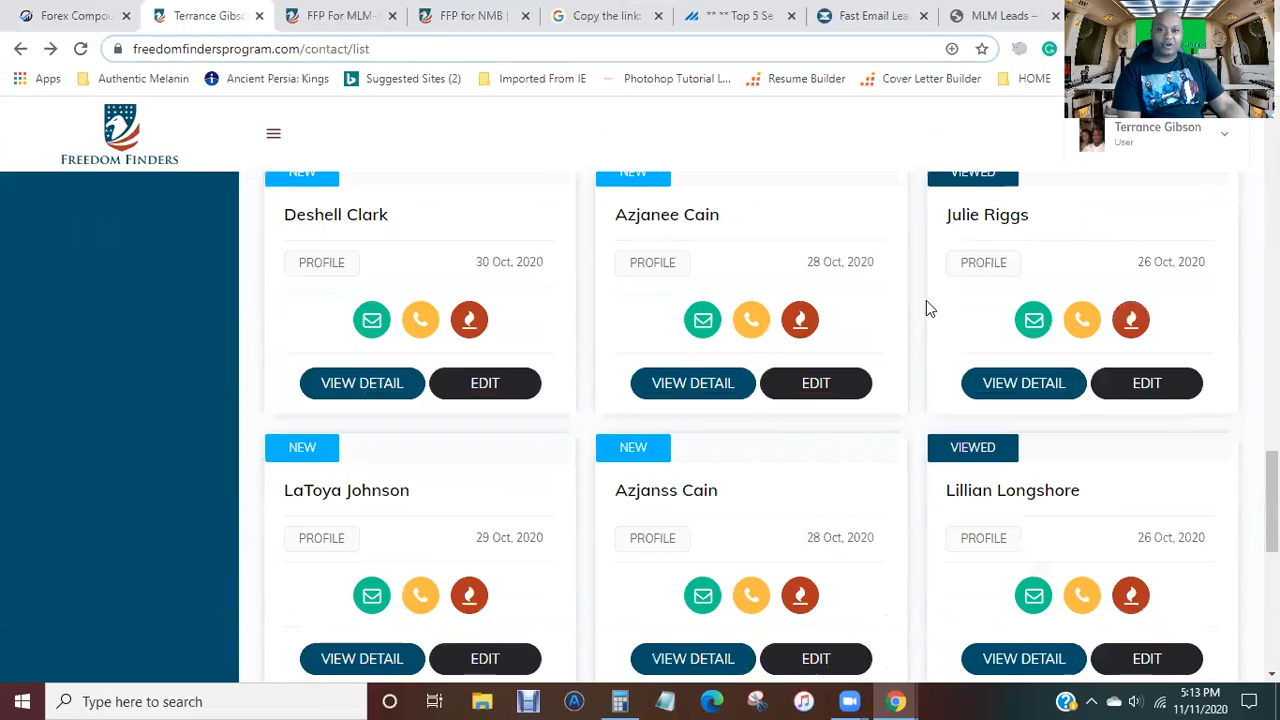 Forex Compou
Terrance Gibso
FFP For MLM
FFP for NMEF
Copy the link
** ** Top 5 Se
Fast Email
MLM Leads –
freedomfindersprogram.com/contact/list
Apps
Authentic Melanin
Ancient Persia: Kings
Suggested Sites (2)
Imported From IE
Photohop Tutorial L...
Resume Builder
Cover Letter Builder
HOME
FREEDOM FINDERS
Terrance Gibson
User
NEW
NEW
VIEWED
Deshell Clark
Azjanee Cain
Julie Riggs
PROFILE
30 Oct, 2020
PROFILE
28 Oct, 2020
PROFILE
26 Oct, 2020
VIEW DETAIL
EDIT
VIEW DETAIL
EDIT
VIEW DETAIL
EDIT
NEW
NEW
VIEWED
LaToya Johnson
Azjanss Cain
Lillian Longshore
PROFILE
29 Oct, 2020
PROFILE
28 Oct, 2020
PROFILE
26 Oct, 2020
VIEW DETAIL
EDIT
VIEW DETAIL
EDIT
VIEW DETAIL
EDIT
Type here to search
5:13 PM
11/11/2020